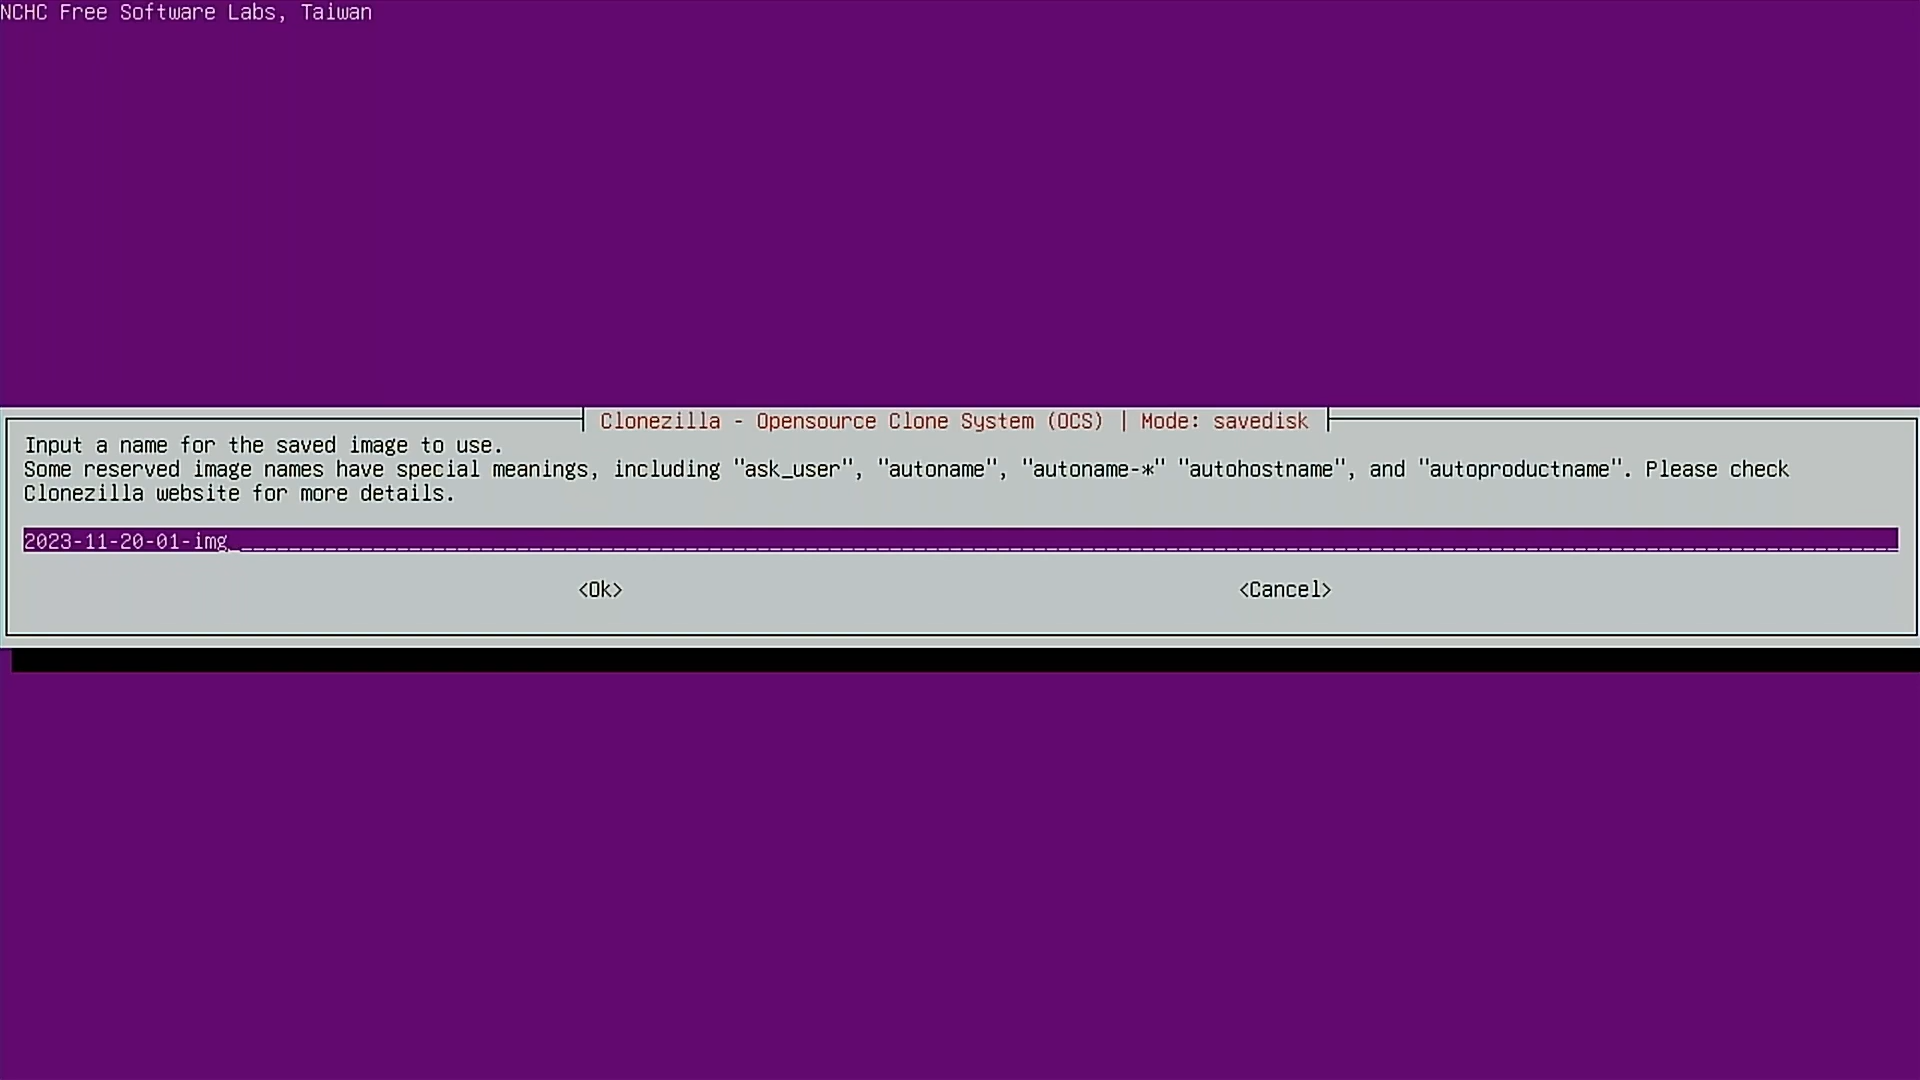 NCHC Free Software Labs, Taiwan
Clonezilla - Opensource Clone System (OCS) | Mode: savedisk
Input a name for the saved image to use.
Some reserved image names have special meanings, including "ask_user", "autoname", "autoname-*" "autohostname", and "autoproductname". Please check
Clonezilla website for more details.
2023-11-20-01-img
<Ok> <Cancel>